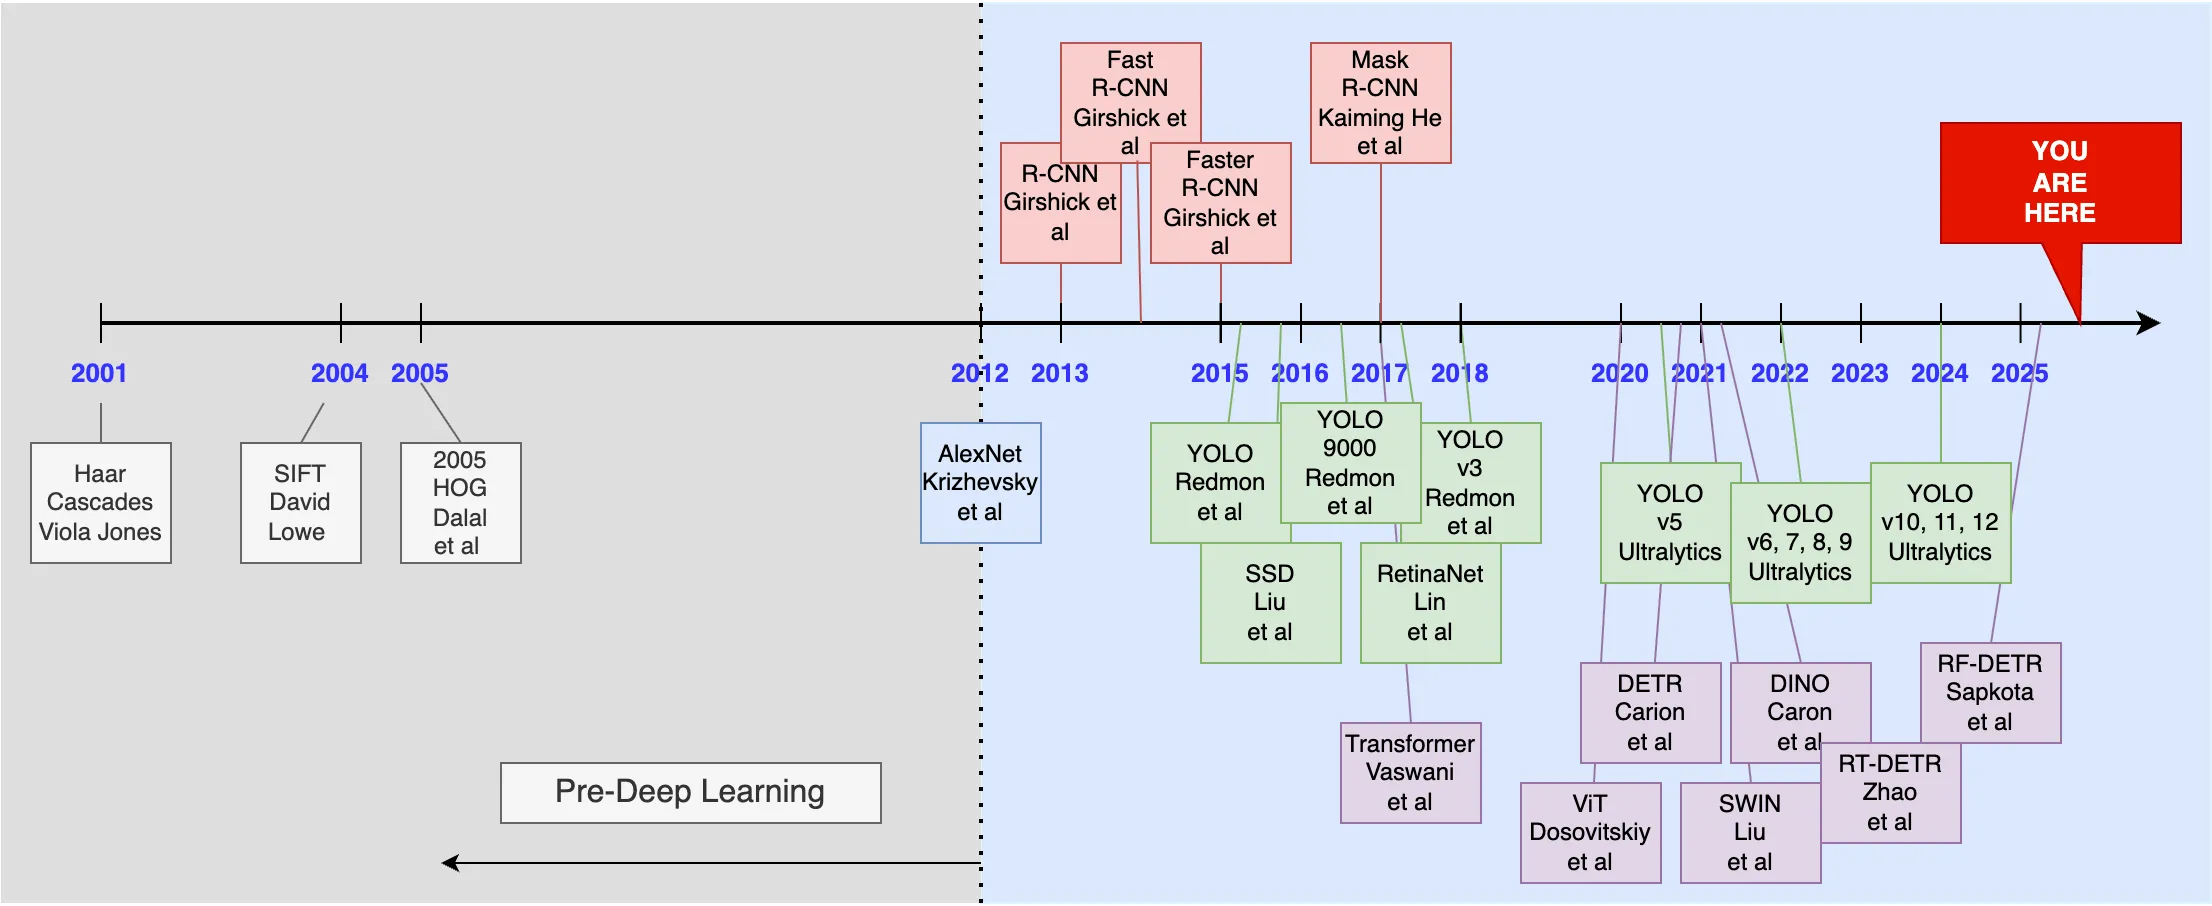 Fast
R-CNN
Girshick et
al
Mask
R-CNN
Kaiming He
et al
R-CNN
Girshick et
al
Faster
R-CNN
Girshick et
al
YOU
ARE
HERE
2001
2004
2005
2012
2013
2015
2016
2017
2018
2020
2021
2022
2023
2024
2025
Haar
Cascades
Viola Jones
SIFT
David
Lowe
2005
HOG
Dalal
et al
AlexNet
Krizhevsky
et al
YOLO
Redmon
et al
YOLO
9000
Redmon
et al
YOLO
v3
Redmon
et al
SSD
Liu
et al
RetinaNet
Lin
et al
YOLO
v5
Ultralytics
YOLO
v6, 7, 8, 9
Ultralytics
YOLO
v10, 11, 12
Ultralytics
Transformer
Vaswani
et al
DETR
Carion
et al
DINO
Caron
et al
RF-DETR
Sapkota
et al
ViT
Dosovitskiy
et al
SWIN
Liu
et al
RT-DETR
Zhao
et al
Pre-Deep Learning